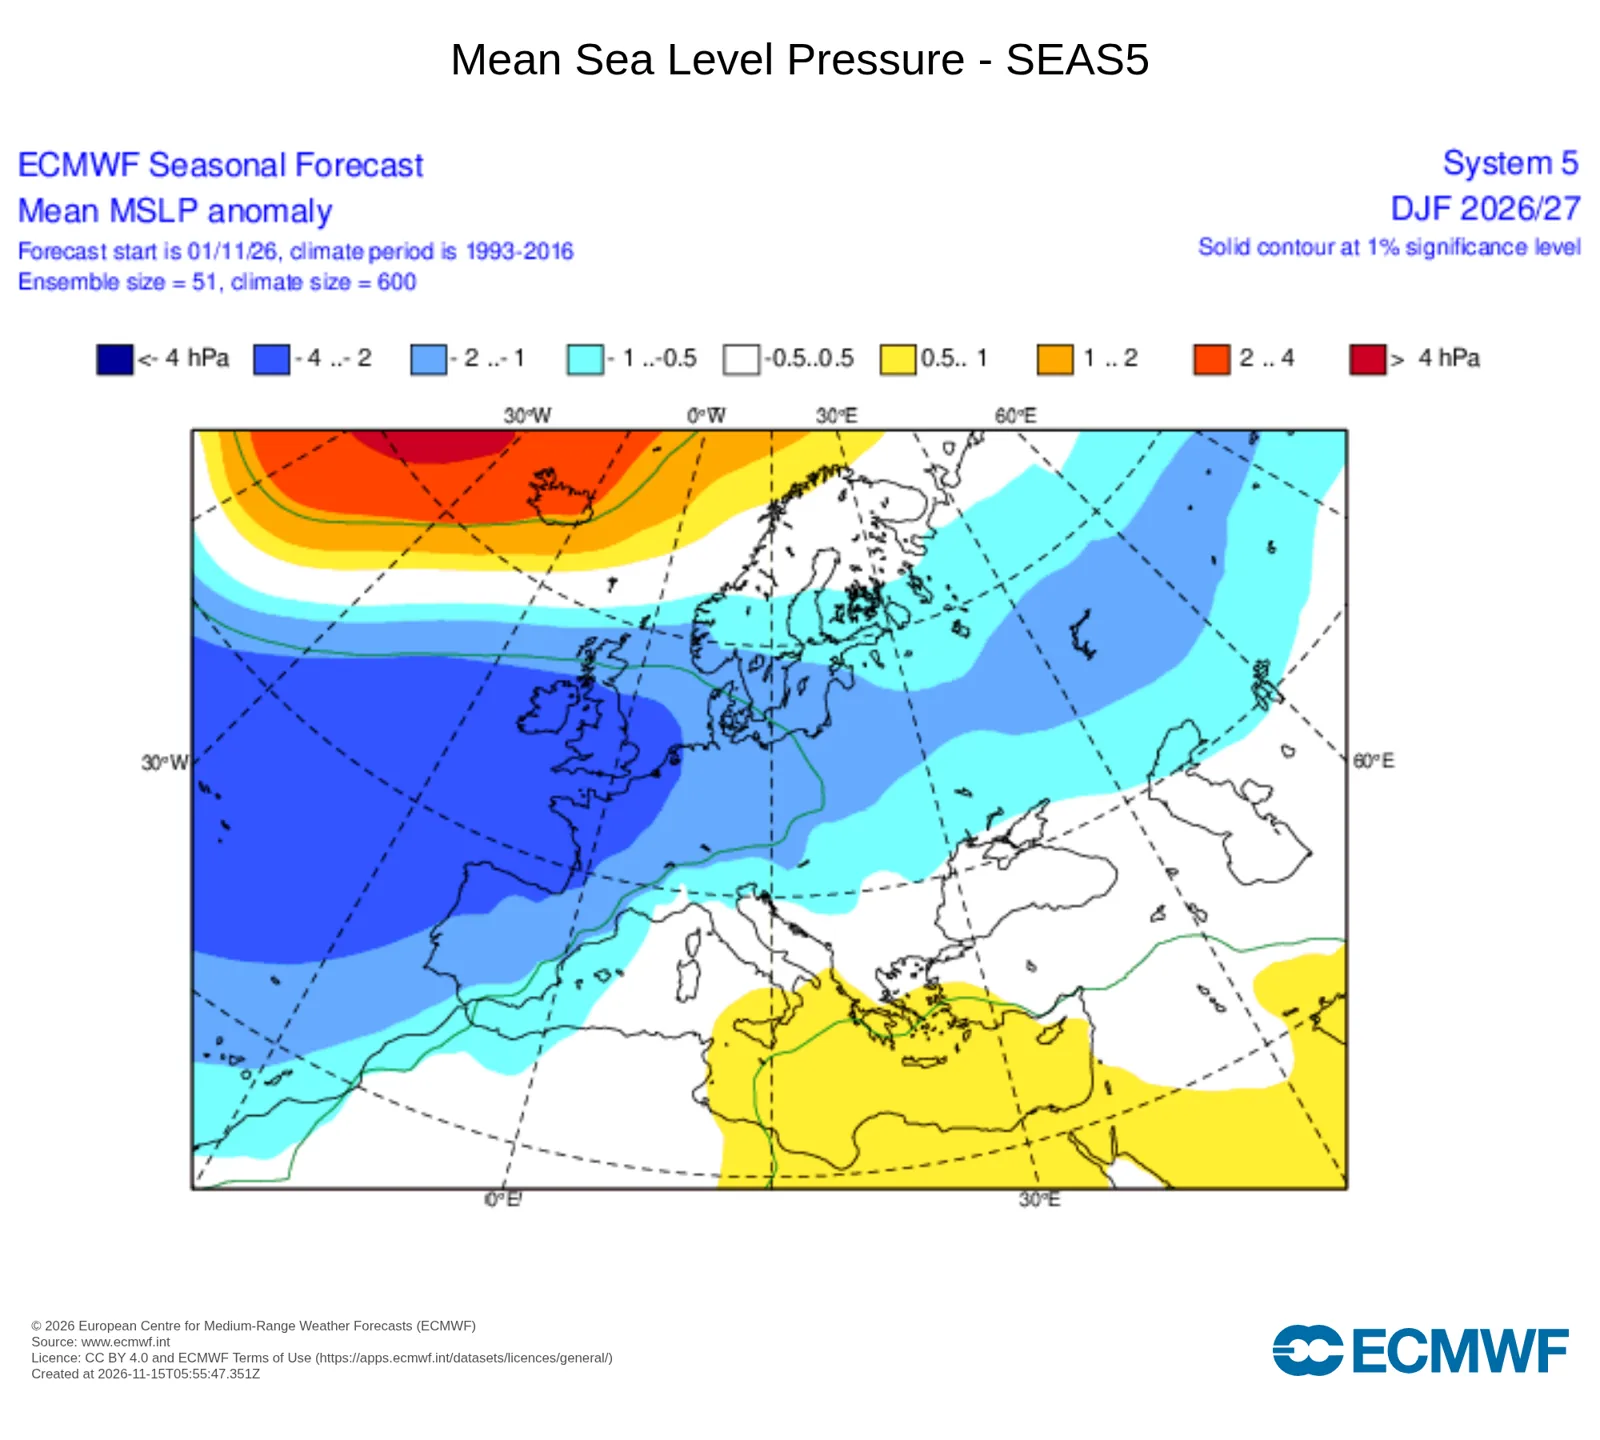 Mean Sea Level Pressure - SEAS5
ECMWF Seasonal Forecast
System 5
Mean MSLP anomaly
DJF 2026/27
Forecast start is 01/11/26, climate period is 1993-2016
Solid contour at 1% significance level
Ensemble size = 51, climate size = 600
<- 4 hPa
- 4 ..- 2
- 2 ..- 1
- 1 ..-0.5
-0.5..0.5
0.5.. 1
1 .. 2
2 .. 4
> 4 hPa
30°W
0°W
30°E
60°E
30°W
60°E
0°E
30°E
© 2026 European Centre for Medium-Range Weather Forecasts (ECMWF)
Source: www.ecmwf.int
Licence: CC BY 4.0 and ECMWF Terms of Use (https://apps.ecmwf.int/datasets/licences/general/)
Created at 2026-11-15T05:55:47.351Z
ECMWF